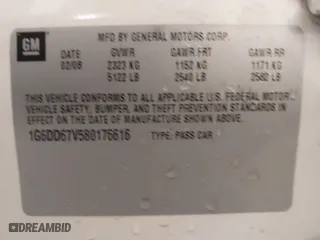 MFD BY GENERAL MOTORS CORP.
GM
DATE GVWR GAWR FRT GAWR RR
02/08 2323 KG 1152 KG 1171 KG
5122 LB 2540 LB 2582 LB
THIS VEHICLE CONFORMS TO ALL APPLICABLE U.S. FEDERAL MOTOR
VEHICLE SAFETY, BUMPER, AND THEFT PREVENTION STANDARDS
IN EFFECT ON THE DATE OF MANUFACTURE SHOWN ABOVE.
1G6DD67V580176616 TYPE: PASS CAR
DREAMBID